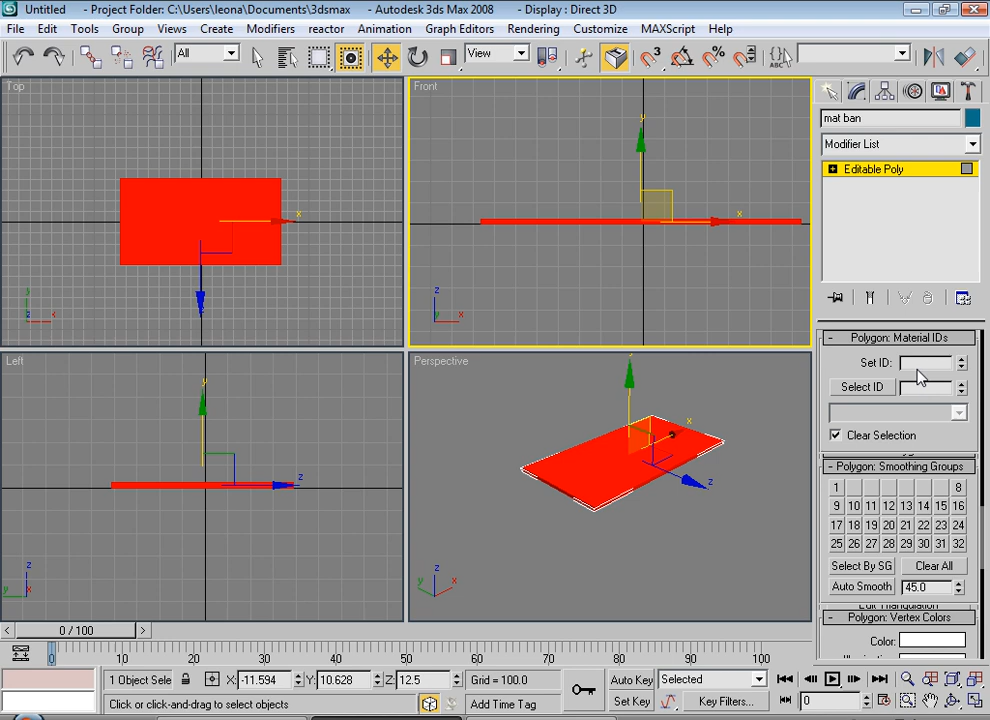 Untitled - Project Folder: C:\Users\leona\Documents\3dsmax - Autodesk 3ds Max 2008 - Display : Direct 3D
File Edit Tools Group Views Create Modifiers reactor Animation Graph Editors Rendering Customize MAXScript Help
All View
Top
Front
Left
Perspective
mat ban
Modifier List
Editable Poly
- Polygon: Material IDs
Set ID:
Select ID
Clear Selection
- Polygon: Smoothing Groups
1 8
9 10 11 12 13 14 15 16
17 18 19 20 21 22 23 24
25 26 27 28 29 30 31 32
Select By SG Clear All
Auto Smooth 45.0
Edit Triangulation
- Polygon: Vertex Colors
Color:
x
y
x
y
x
z
x
y
z
x
y
z
x
z
y
x
0 / 100
0 10 20 30 40 50 60 70 80 90 100
1 Object Sele X: -11.594 Y: 10.628 Z: 12.5 Grid = 100.0 Auto Key Selected
Click or click-and-drag to select objects Add Time Tag Set Key Key Filters... 0